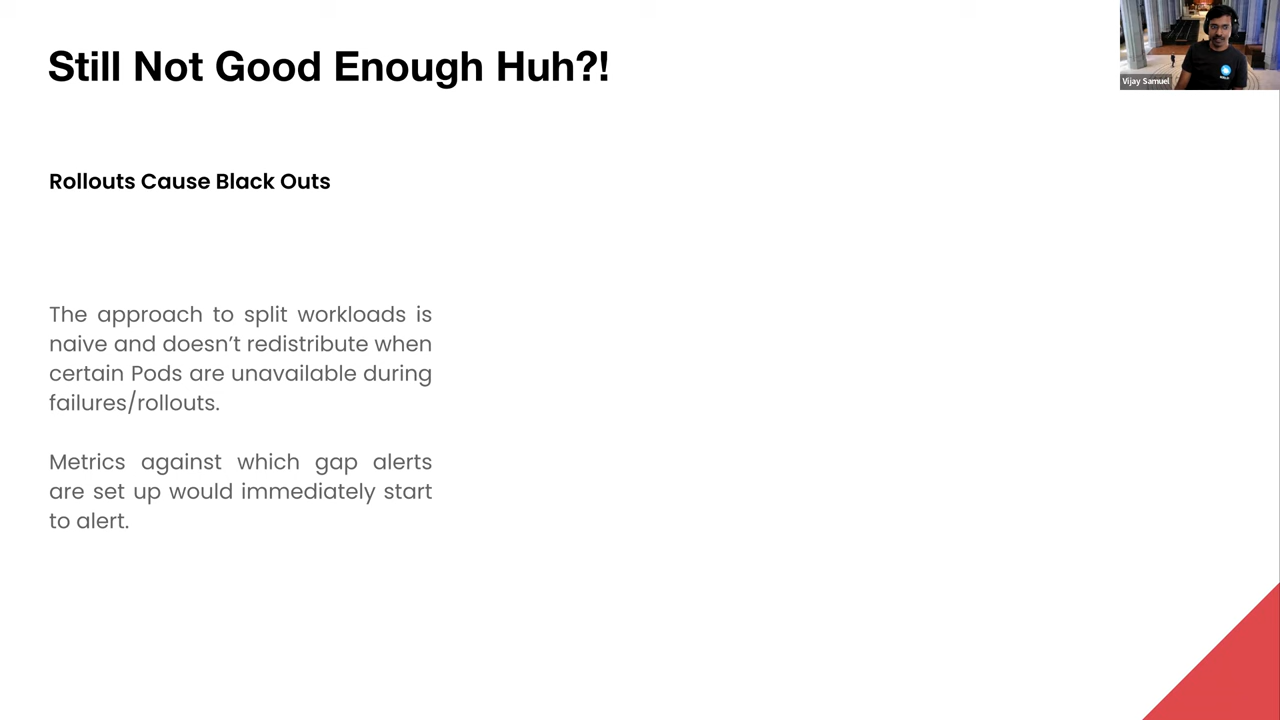 Still Not Good Enough Huh?!
Vijay Samuel
Rollouts Cause Black Outs
The approach to split workloads is
naive and doesn’t redistribute when
certain Pods are unavailable during
failures/rollouts.
Metrics against which gap alerts
are set up would immediately start
to alert.